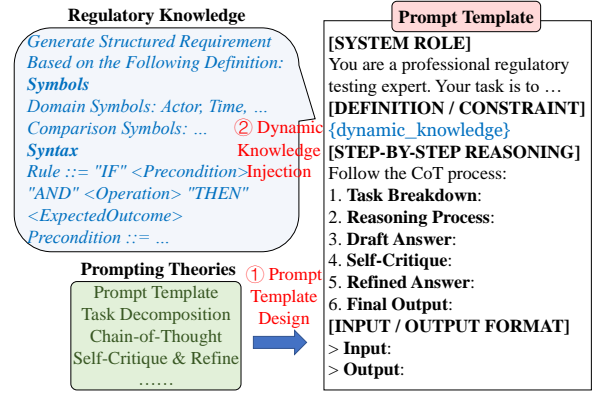 Regulatory Knowledge
Generate Structured Requirement
Based on the Following Definition:
Symbols
Domain Symbols: Actor, Time, …
Comparison Symbols: …
Syntax
Rule ::= "IF" <Precondition>
"AND" <Operation> "THEN"
<ExpectedOutcome>
Precondition ::= …
② Dynamic
Knowledge
Injection
Prompting Theories
Prompt Template
Task Decomposition
Chain-of-Thought
Self-Critique & Refine
……
① Prompt
Template
Design
Prompt Template
[SYSTEM ROLE]
You are a professional regulatory
testing expert. Your task is to …
[DEFINITION / CONSTRAINT]
{dynamic_knowledge}
[STEP-BY-STEP REASONING]
Follow the CoT process:
1. Task Breakdown:
2. Reasoning Process:
3. Draft Answer:
4. Self-Critique:
5. Refined Answer:
6. Final Output:
[INPUT / OUTPUT FORMAT]
> Input:
> Output: